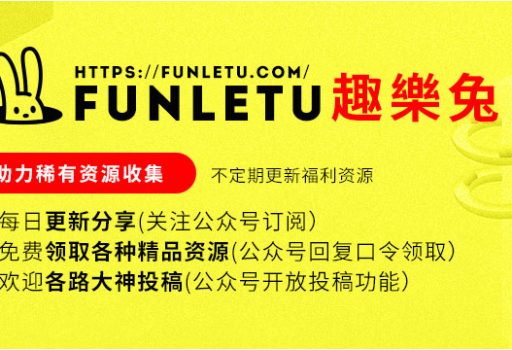 HTTPS://FUNLETU.COM/
FUNLETU 趣樂兔
助力稀有资源收集 不定期更新福利资源
每日更新分享(关注公众号订阅）
免费领取各种精品资源(公众号回复口令领取）
欢迎各路大神投稿(公众号开放投稿功能）